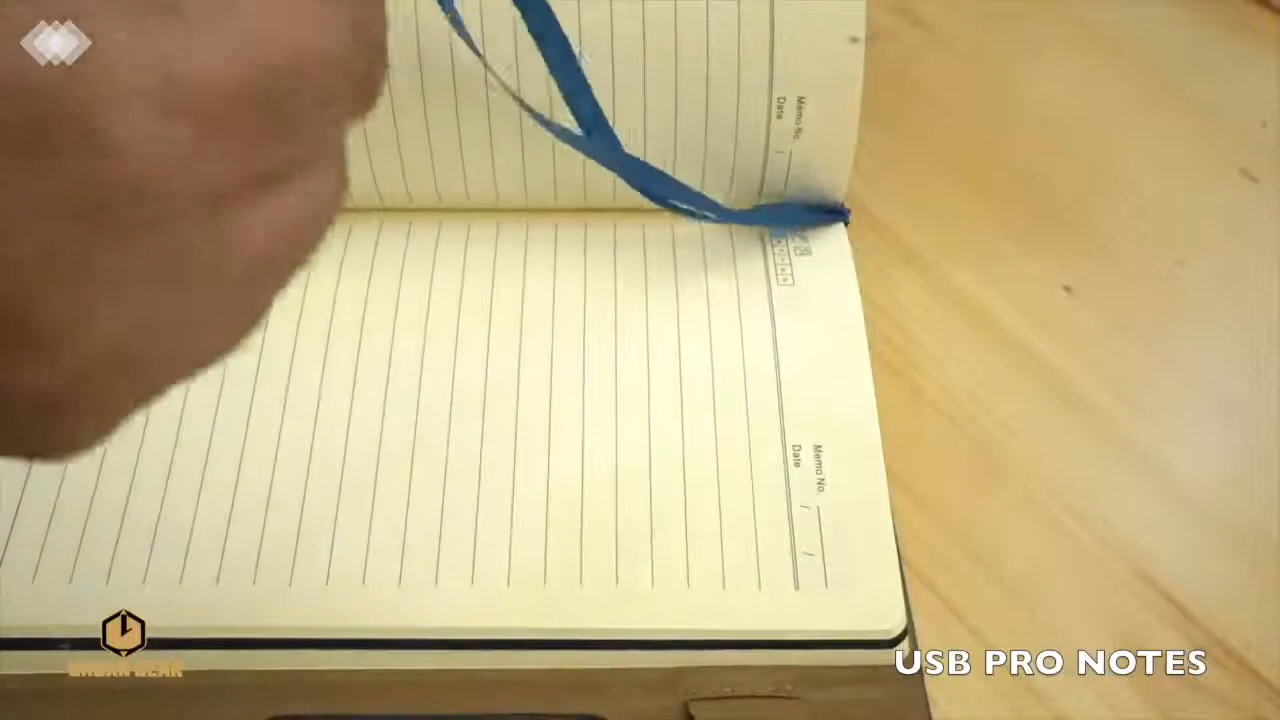 Memo No.
Date /
Memo No.
Date / /
USB PRO NOTES